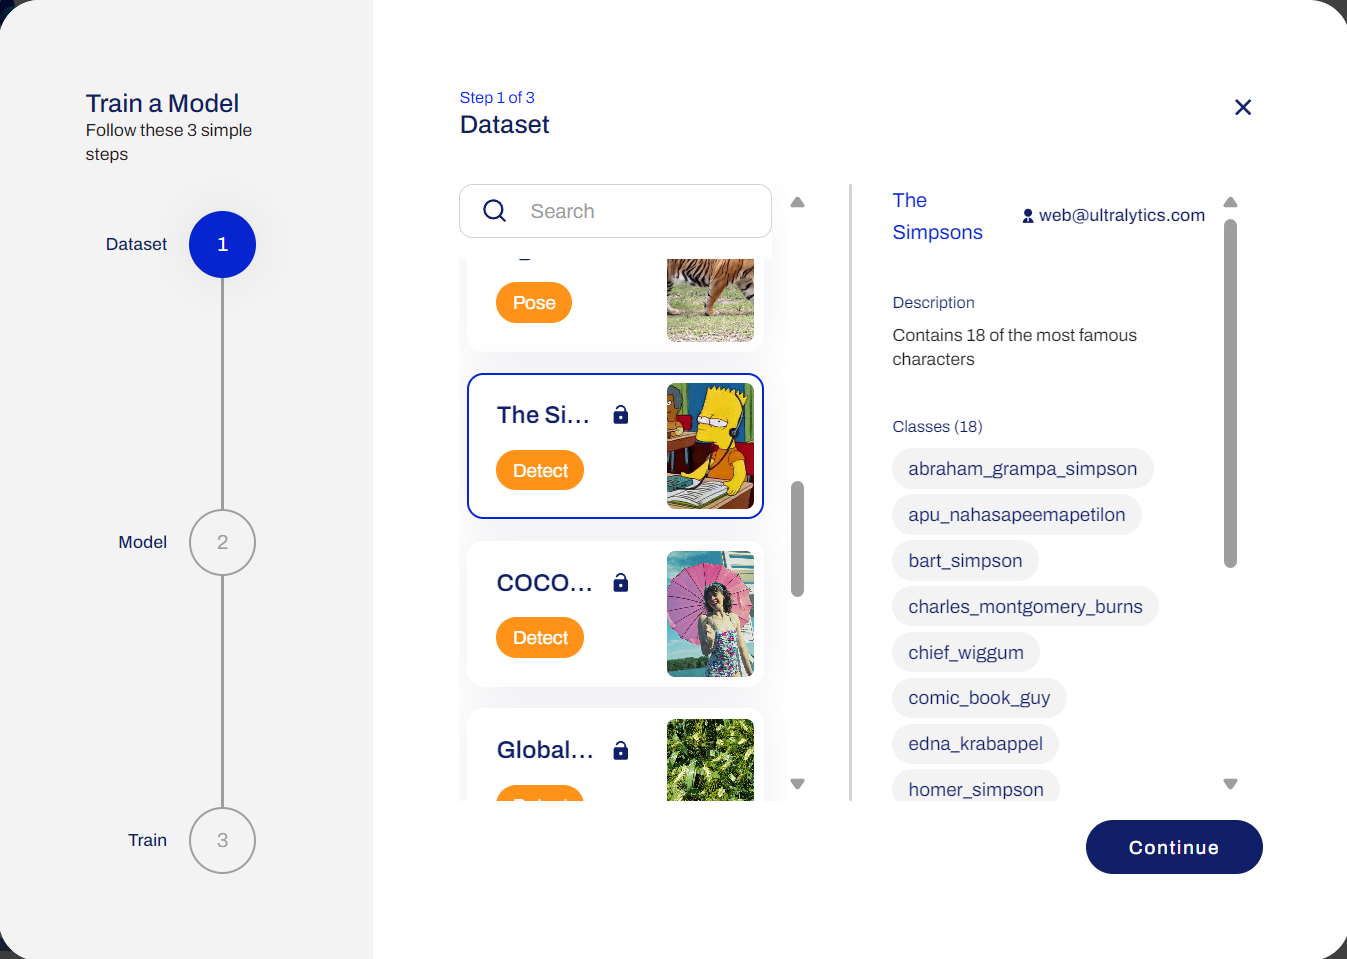 Train a Model
Follow these 3 simple
steps
Dataset
1
Model
2
Train
3
Step 1 of 3
Dataset
Search
Pose
The Si...
Detect
COCO...
Detect
Global...
The
Simpsons
web@ultralytics.com
Description
Contains 18 of the most famous
characters
Classes (18)
abraham_grampa_simpson
apu_nahasapeemapetilon
bart_simpson
charles_montgomery_burns
chief_wiggum
comic_book_guy
edna_krabappel
homer_simpson
Continue